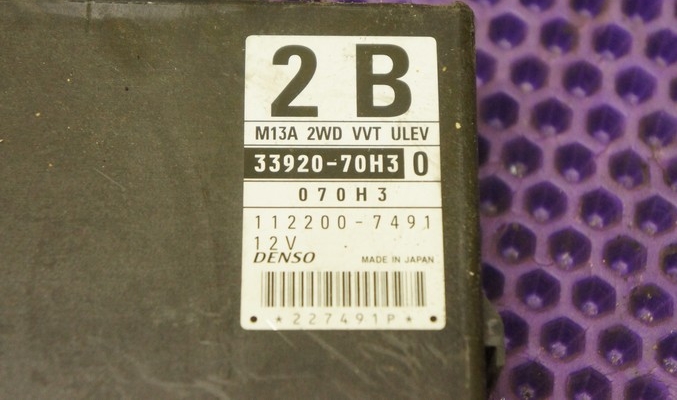 2 B
M13A 2WD VVT ULEV
33920-70H3 0
070H3
112200-7491
12V
DENSO MADE IN JAPAN
*227491P*